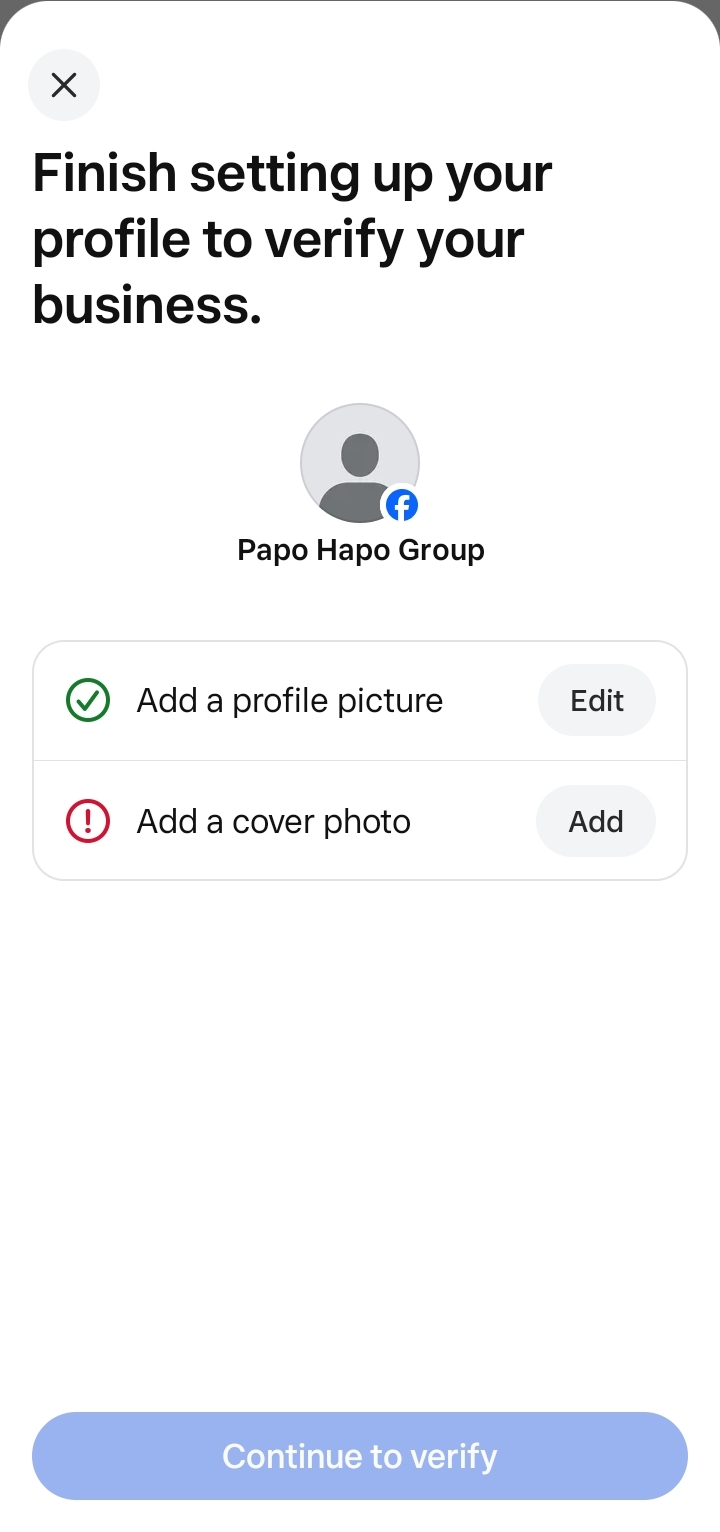 Finish setting up your
profile to verify your
business.
Papo Hapo Group
Add a profile picture
Edit
Add a cover photo
Add
Continue to verify